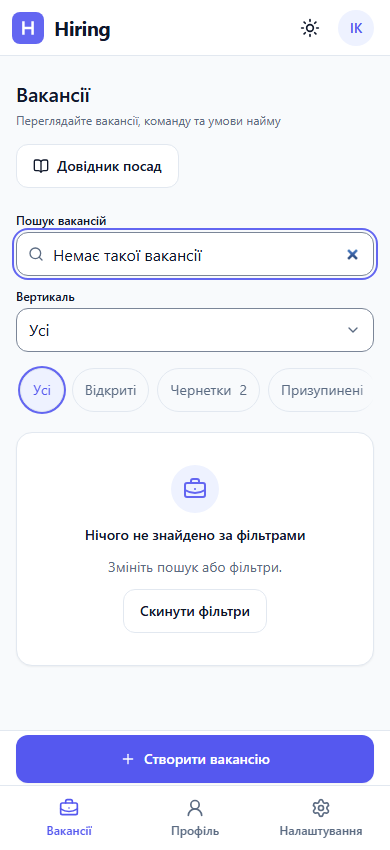 H Hiring IK
Вакансії
Переглядайте вакансії, команду та умови найму
Довідник посад
Пошук вакансій
Немає такої вакансії
Вертикаль
Усі
Усі Відкриті Чернетки 2 Призупинені
Нічого не знайдено за фільтрами
Змініть пошук або фільтри.
Скинути фільтри
+ Створити вакансію
Вакансії Профіль Налаштування